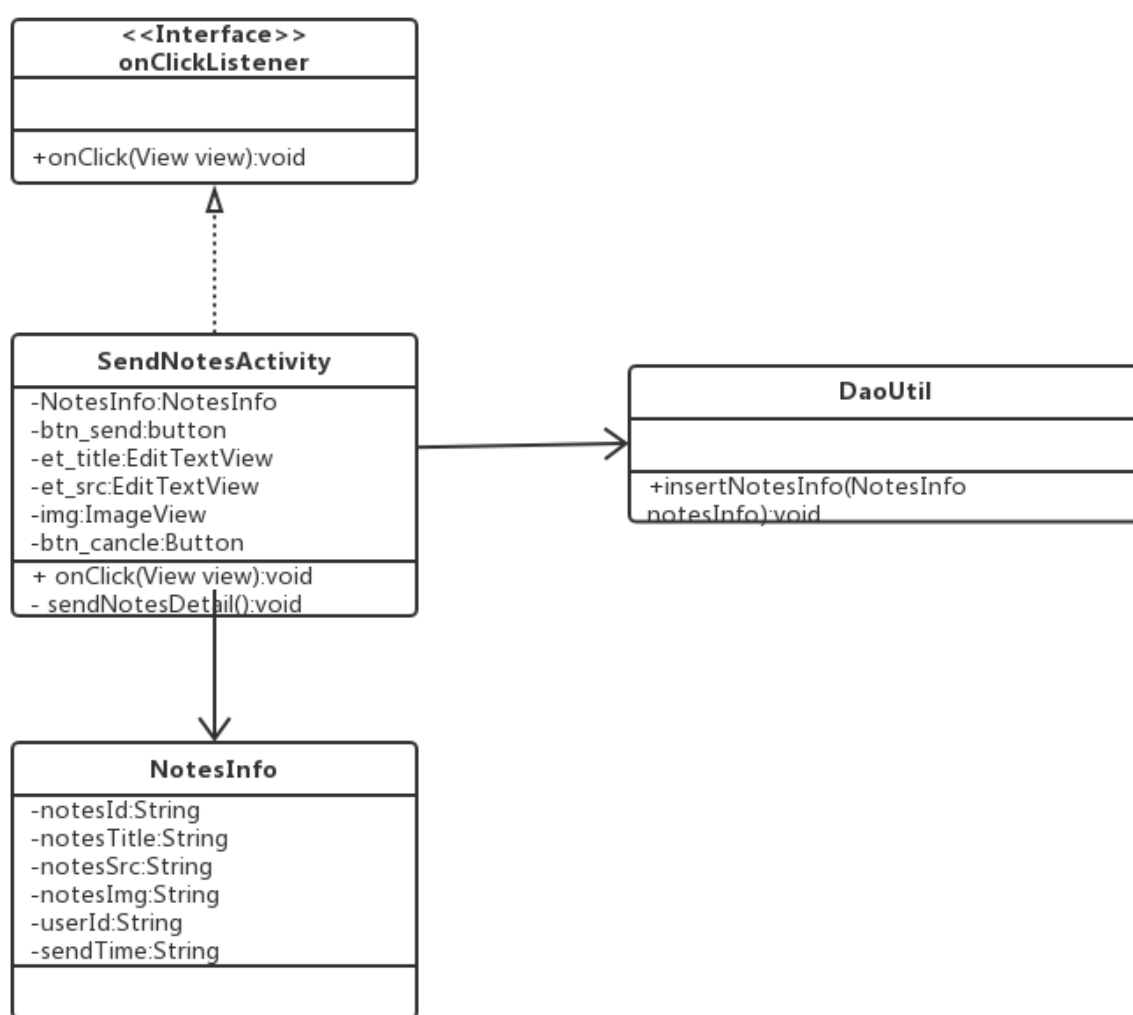 <<Interface>>
onClickListener
+onClick(View view):void
SendNotesActivity
-NotesInfo:NotesInfo
-btn_send:button
-et_title:EditTextView
-et_src:EditTextView
-img:ImageView
-btn_cancle:Button
+ onClick(View view):void
- sendNotesDetail():void
DaoUtil
+insertNotesInfo(NotesInfo
notesInfo):void
NotesInfo
-notesId:String
-notesTitle:String
-notesSrc:String
-notesImg:String
-userId:String
-sendTime:String